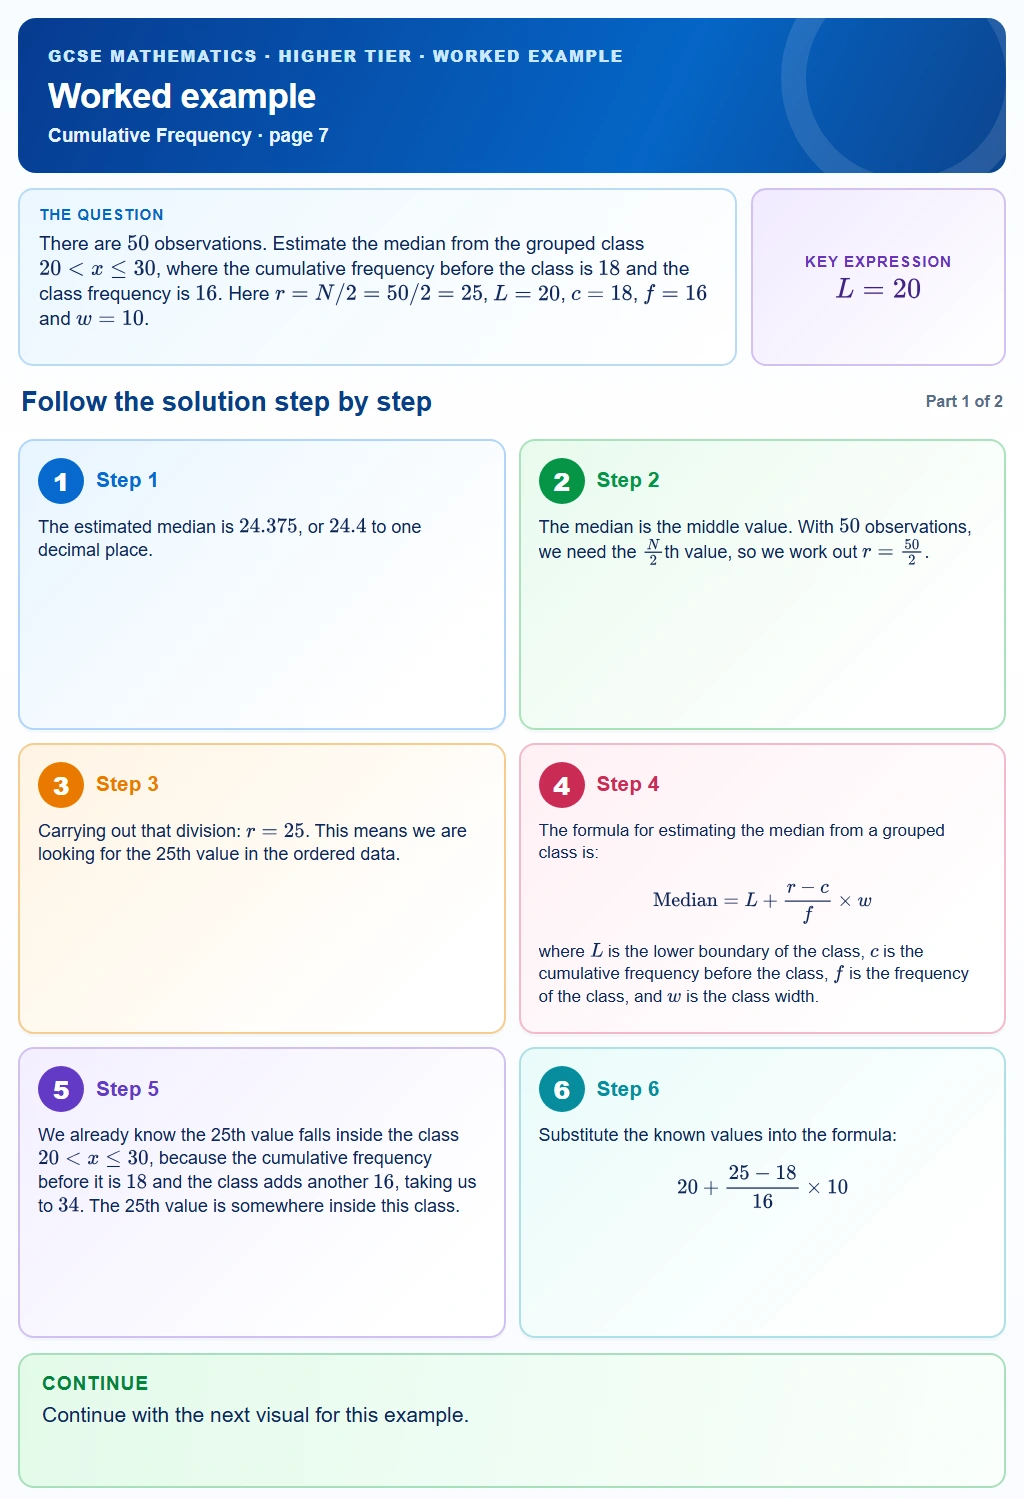 GCSE MATHEMATICS · HIGHER TIER · WORKED EXAMPLE
Worked example
Cumulative Frequency · page 7
THE QUESTION
There are 50 observations. Estimate the median from the grouped class
20 < x ≤ 30, where the cumulative frequency before the class is 18 and the
class frequency is 16. Here r = N/2 = 50/2 = 25, L = 20, c = 18, f = 16
and w = 10.
KEY EXPRESSION
L = 20
Follow the solution step by step
Part 1 of 2
1 Step 1
The estimated median is 24.375, or 24.4 to one
decimal place.
2 Step 2
The median is the middle value. With 50 observations,
we need the N/2 th value, so we work out r = 50/2.
3 Step 3
Carrying out that division: r = 25. This means we are
looking for the 25th value in the ordered data.
4 Step 4
The formula for estimating the median from a grouped
class is:
Median = L + (r − c)/f × w
where L is the lower boundary of the class, c is the
cumulative frequency before the class, f is the frequency
of the class, and w is the class width.
5 Step 5
We already know the 25th value falls inside the class
20 < x ≤ 30, because the cumulative frequency
before it is 18 and the class adds another 16, taking us
to 34. The 25th value is somewhere inside this class.
6 Step 6
Substitute the known values into the formula:
20 + (25 − 18)/16 × 10
CONTINUE
Continue with the next visual for this example.